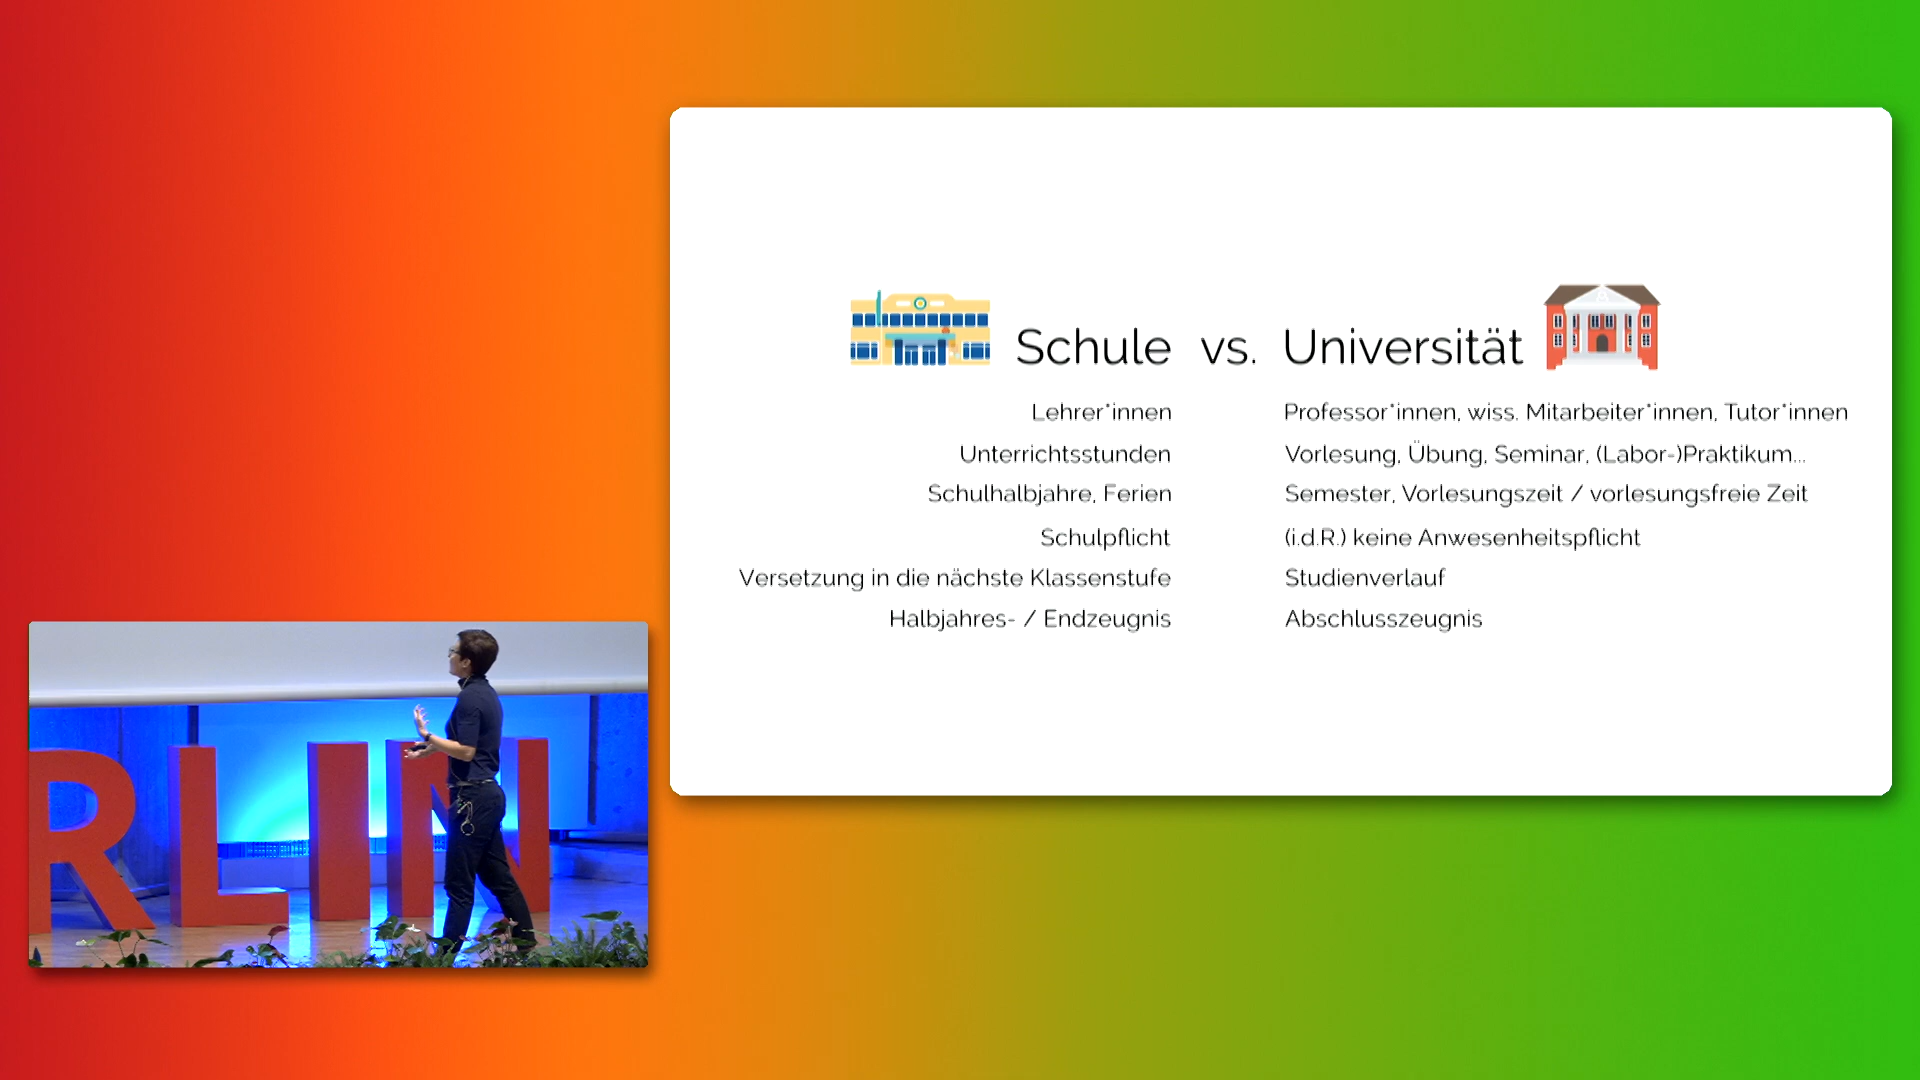 Schule vs. Universität
Lehrer*innen Professor*innen, wiss. Mitarbeiter*innen, Tutor*innen
Unterrichtsstunden Vorlesung, Übung, Seminar, (Labor-)Praktikum...
Schulhalbjahre, Ferien Semester, Vorlesungszeit / vorlesungsfreie Zeit
Schulpflicht (i.d.R.) keine Anwesenheitspflicht
Versetzung in die nächste Klassenstufe Studienverlauf
Halbjahres- / Endzeugnis Abschlusszeugnis
RLIN